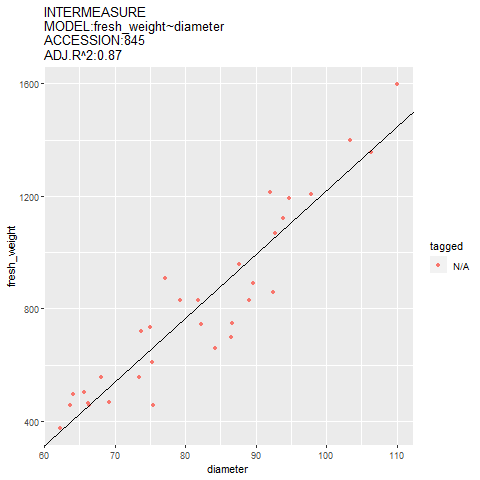 INTERMEASURE
MODEL:fresh_weight~diameter
ACCESSION:845
ADJ.R^2:0.87
1600
1200
800
400
fresh_weight
60 70 80 90 100 110
diameter
tagged
N/A